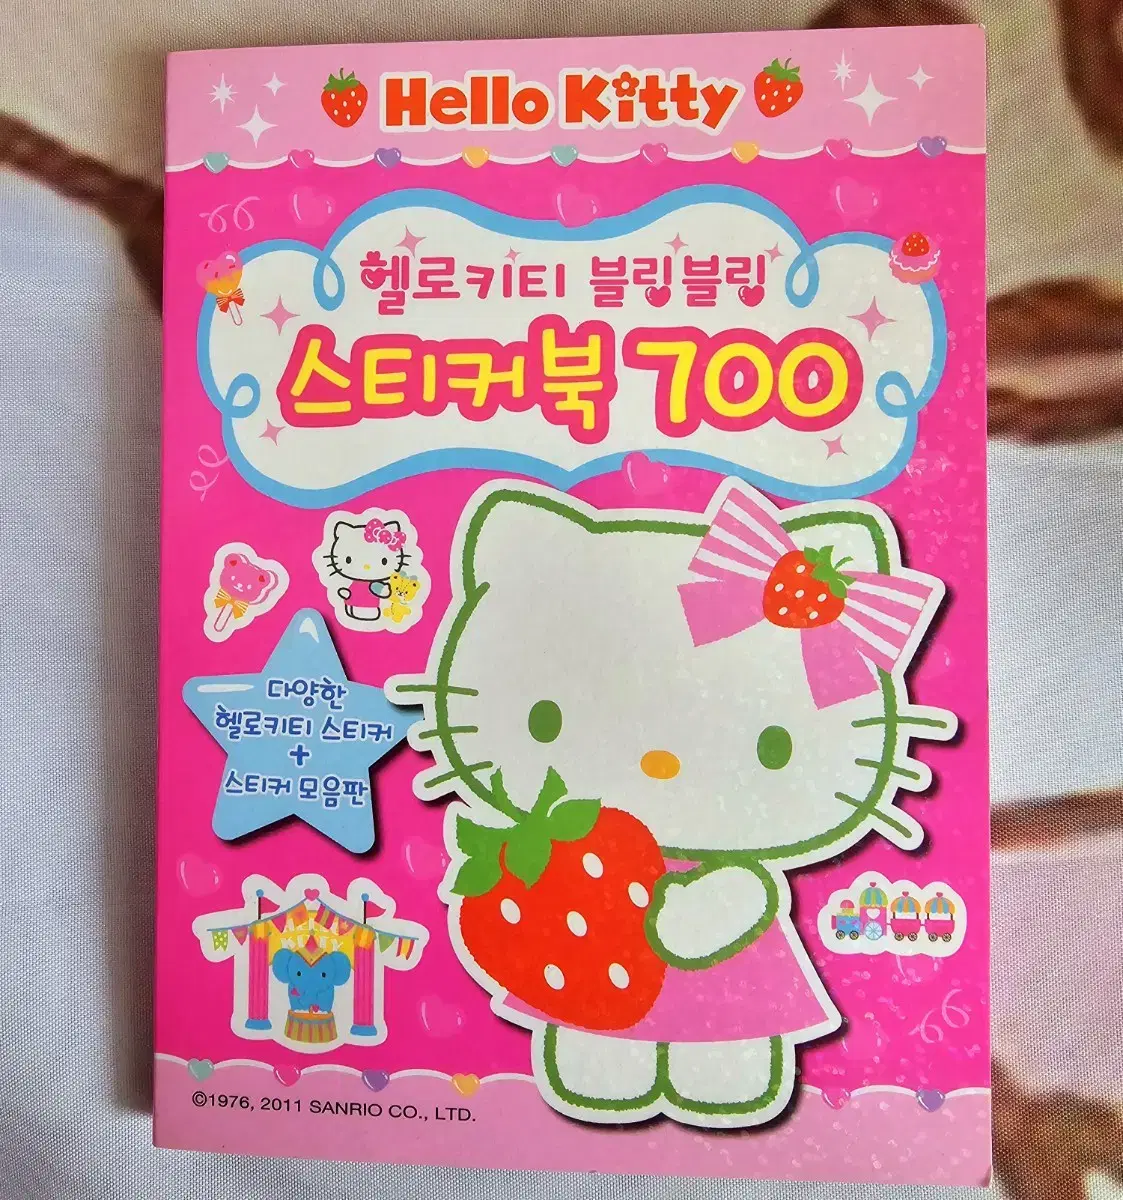 Hello Kitty
헬로키티 블링블링
스티커북 700
다양한
헬로키티 스티커
+
스티커 모음판
©1976, 2011 SANRIO CO., LTD.